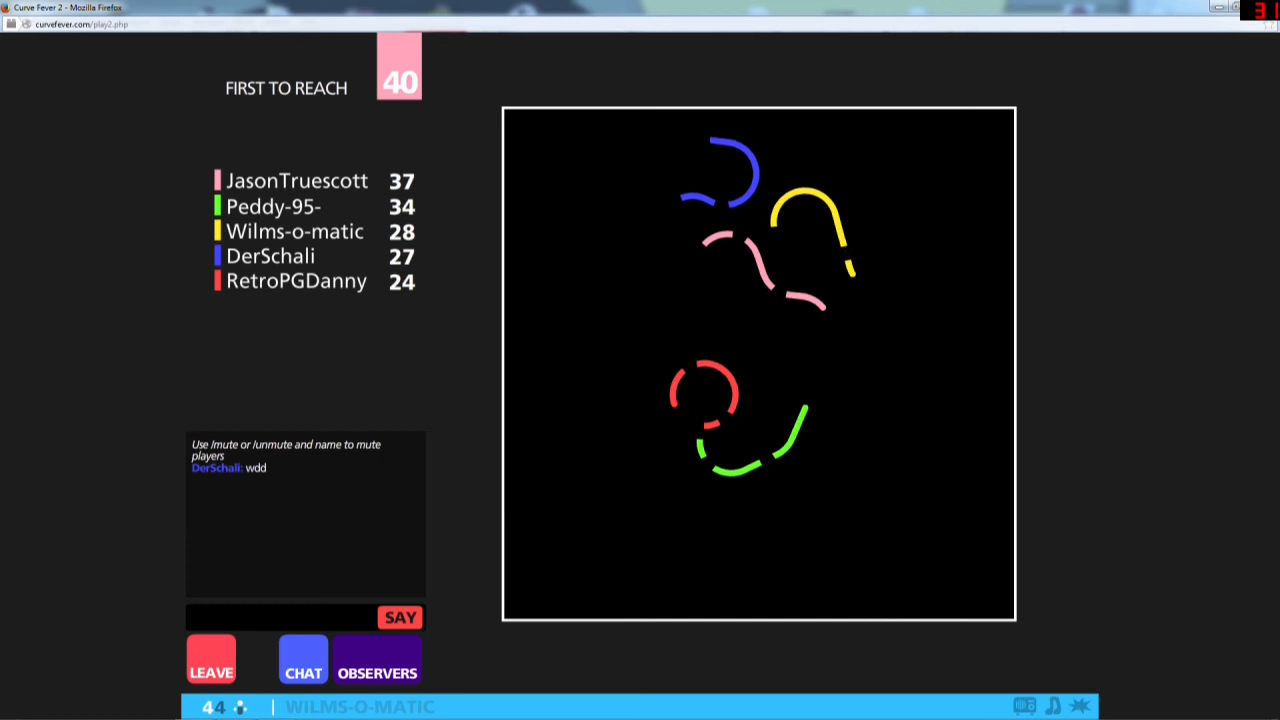 Curve Fever 2 - Mozilla Firefox
31
curvefever.com/play2.php
FIRST TO REACH 40
JasonTruescott 37
Peddy-95- 34
Wilms-o-matic 28
DerSchali 27
RetroPGDanny 24
Use /mute or /unmute and name to mute
players
DerSchali: wdd
SAY
LEAVE CHAT OBSERVERS
44 WILMS-O-MATIC